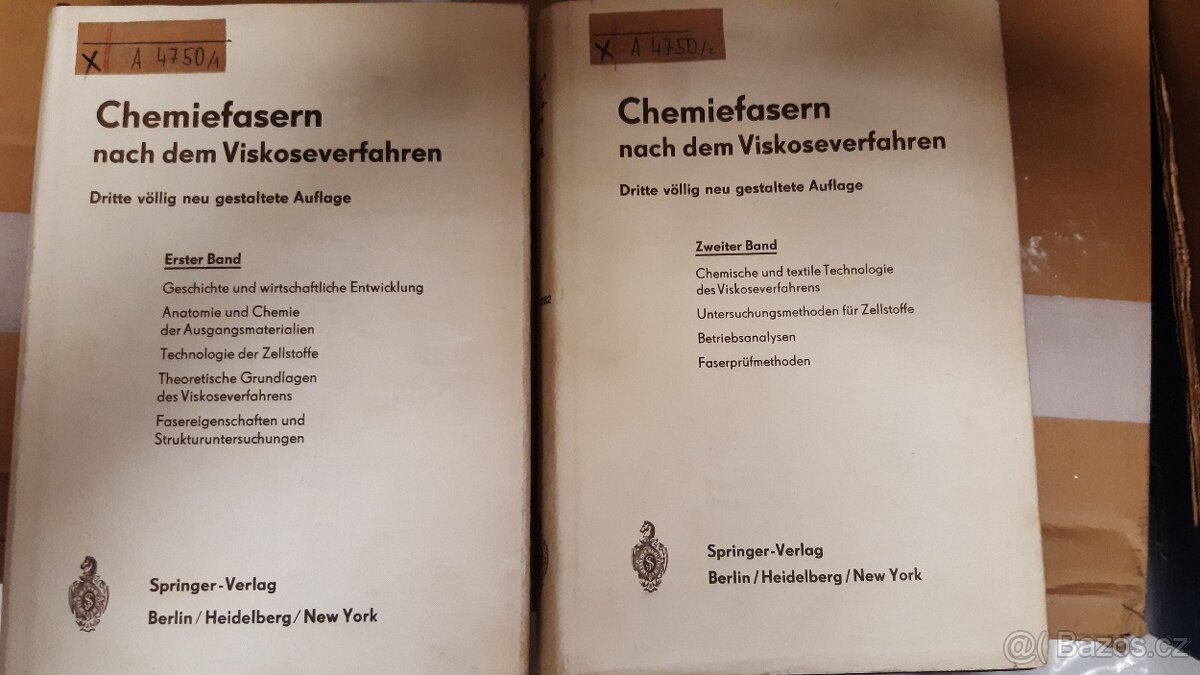 X A 4750/1
Chemiefasern
nach dem Viskoseverfahren
Dritte völlig neu gestaltete Auflage
Erster Band
Geschichte und wirtschaftliche Entwicklung
Anatomie und Chemie
der Ausgangsmaterialien
Technologie der Zellstoffe
Theoretische Grundlagen
des Viskoseverfahrens
Fasereigenschaften und
Strukturuntersuchungen
Springer-Verlag
Berlin/Heidelberg/New York
X A 4750/2
Chemiefasern
nach dem Viskoseverfahren
Dritte völlig neu gestaltete Auflage
Zweiter Band
Chemische und textile Technologie
des Viskoseverfahrens
Untersuchungsmethoden für Zellstoffe
Betriebsanalysen
Faserprüfmethoden
Springer-Verlag
Berlin/Heidelberg/New York
Bazos.cz